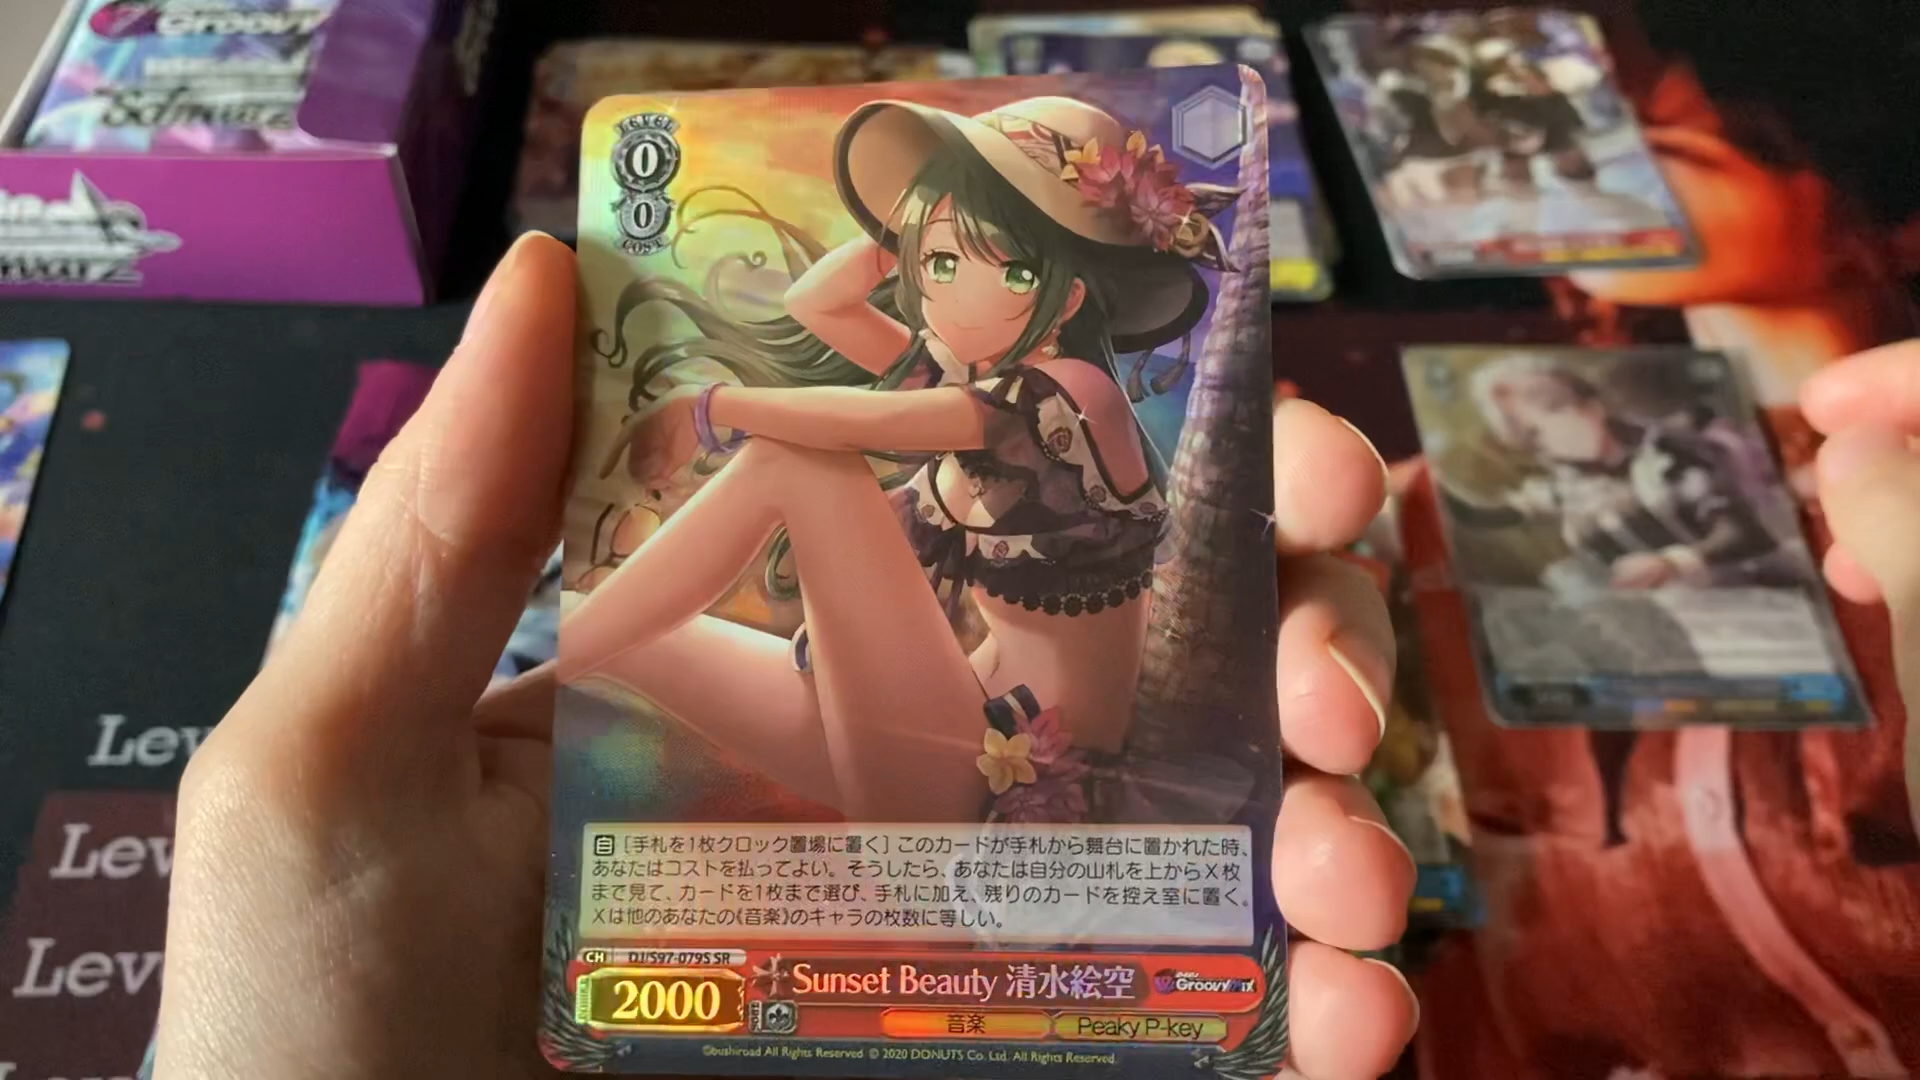 Groovy
Schwarz
LEVEL
0
0
COST
Lev
Lev
Lev
自[手札を1枚クロック置場に置く]このカードが手札から舞台に置かれた時、
あなたはコストを払ってよい。そうしたら、あなたは自分の山札を上からX枚
まで見て、カードを1枚まで選び、手札に加え、残りのカードを控え室に置く。
Xは他のあなたの《音楽》のキャラの枚数に等しい。
CH DJ/S97-079S SR
2000
SOUL
Sunset Beauty 清水絵空
D4DJ GroovyMix
音楽 Peaky P-key
©bushiroad All Rights Reserved © 2020 DONUTS Co. Ltd. All Rights Reserved.